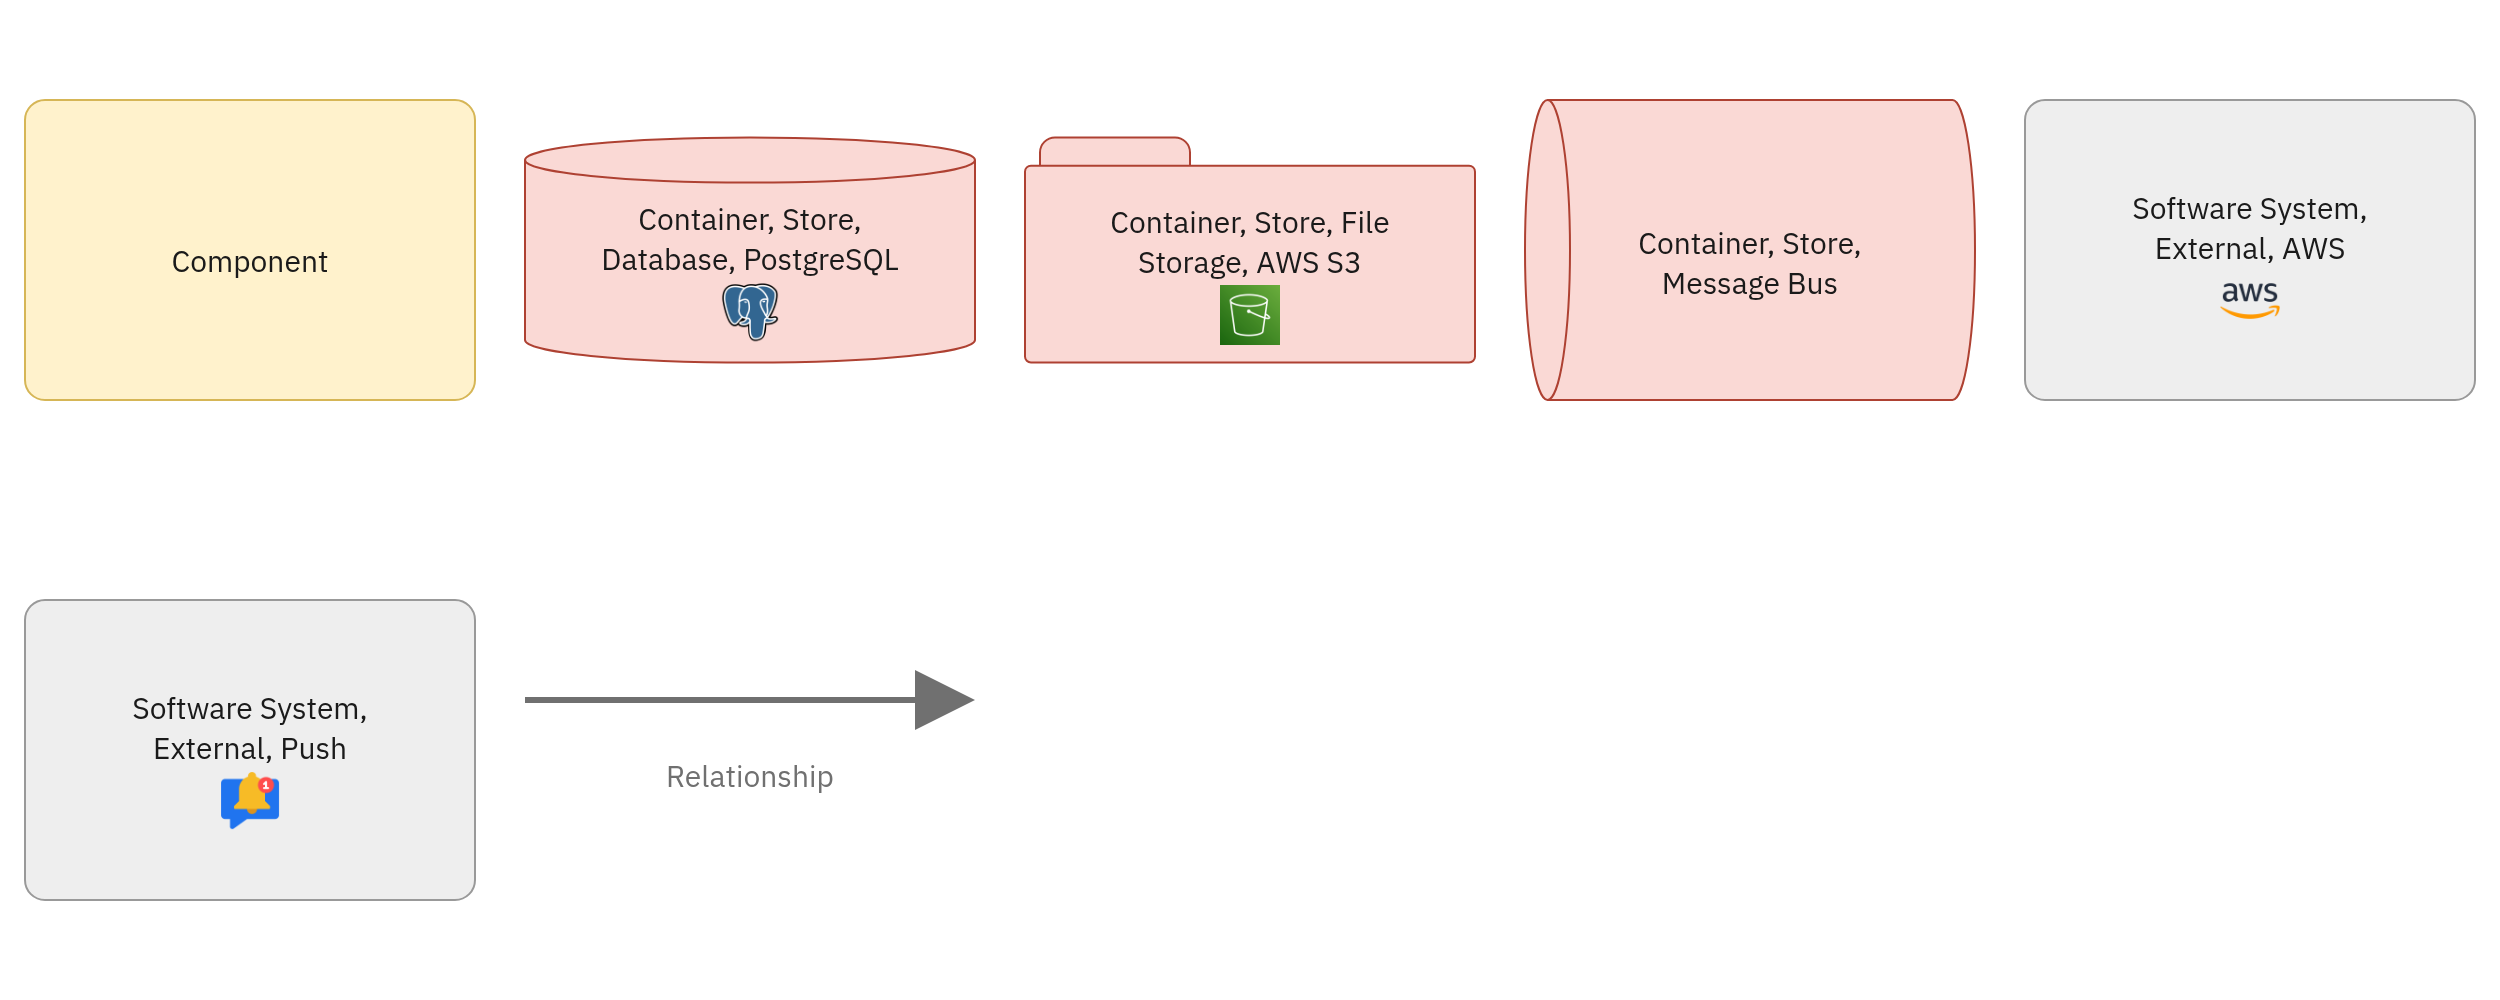 Component
Container, Store,
Database, PostgreSQL
Container, Store, File
Storage, AWS S3
Container, Store,
Message Bus
Software System,
External, AWS
aws
Software System,
External, Push
1
Relationship